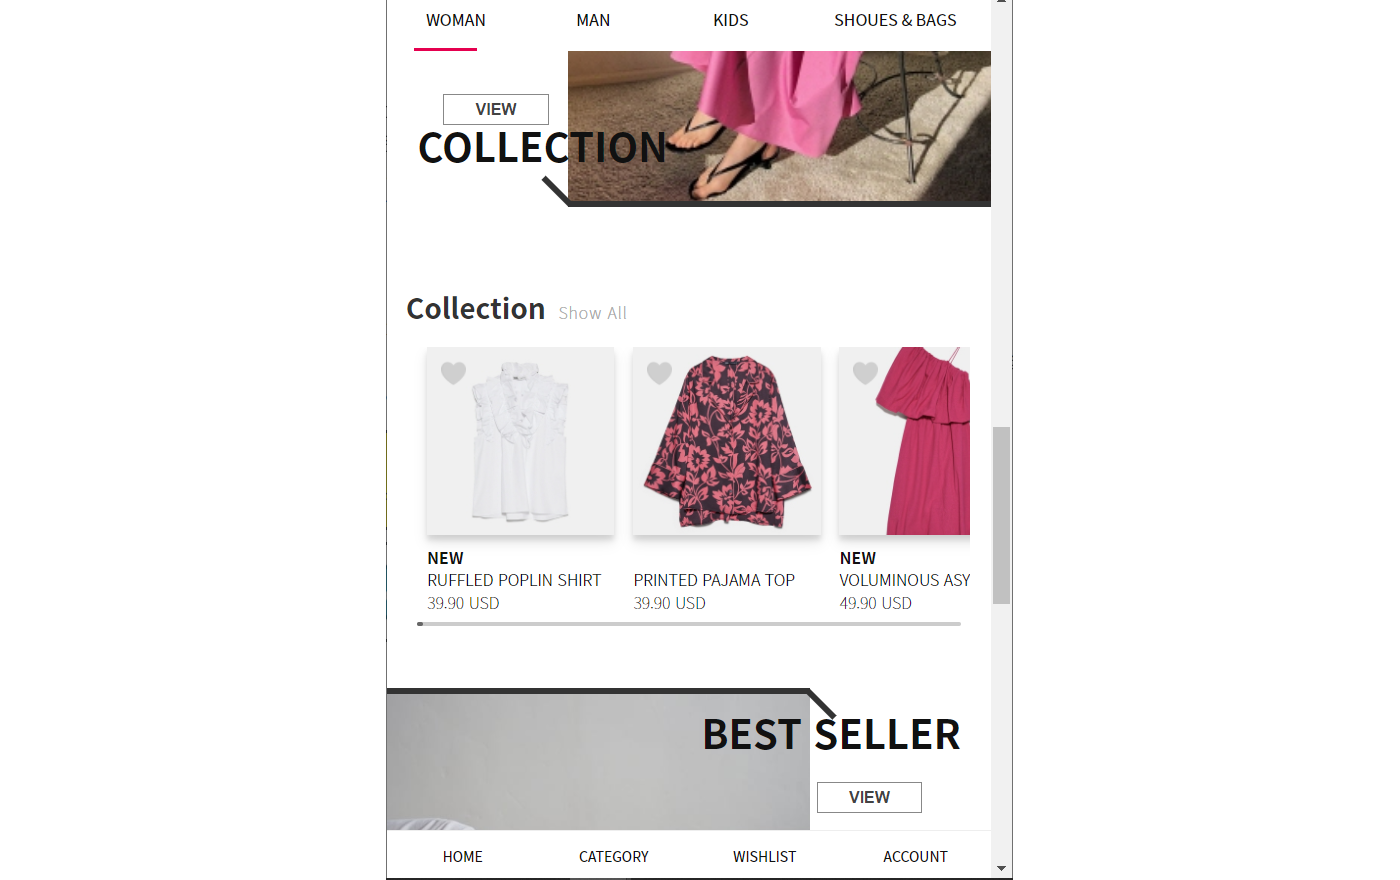 WOMAN MAN KIDS SHOUES & BAGS
VIEW
COLLECTION
Collection Show All
NEW NEW
RUFFLED POPLIN SHIRT PRINTED PAJAMA TOP VOLUMINOUS ASY
39.90 USD 39.90 USD 49.90 USD
BEST SELLER
VIEW
HOME CATEGORY WISHLIST ACCOUNT